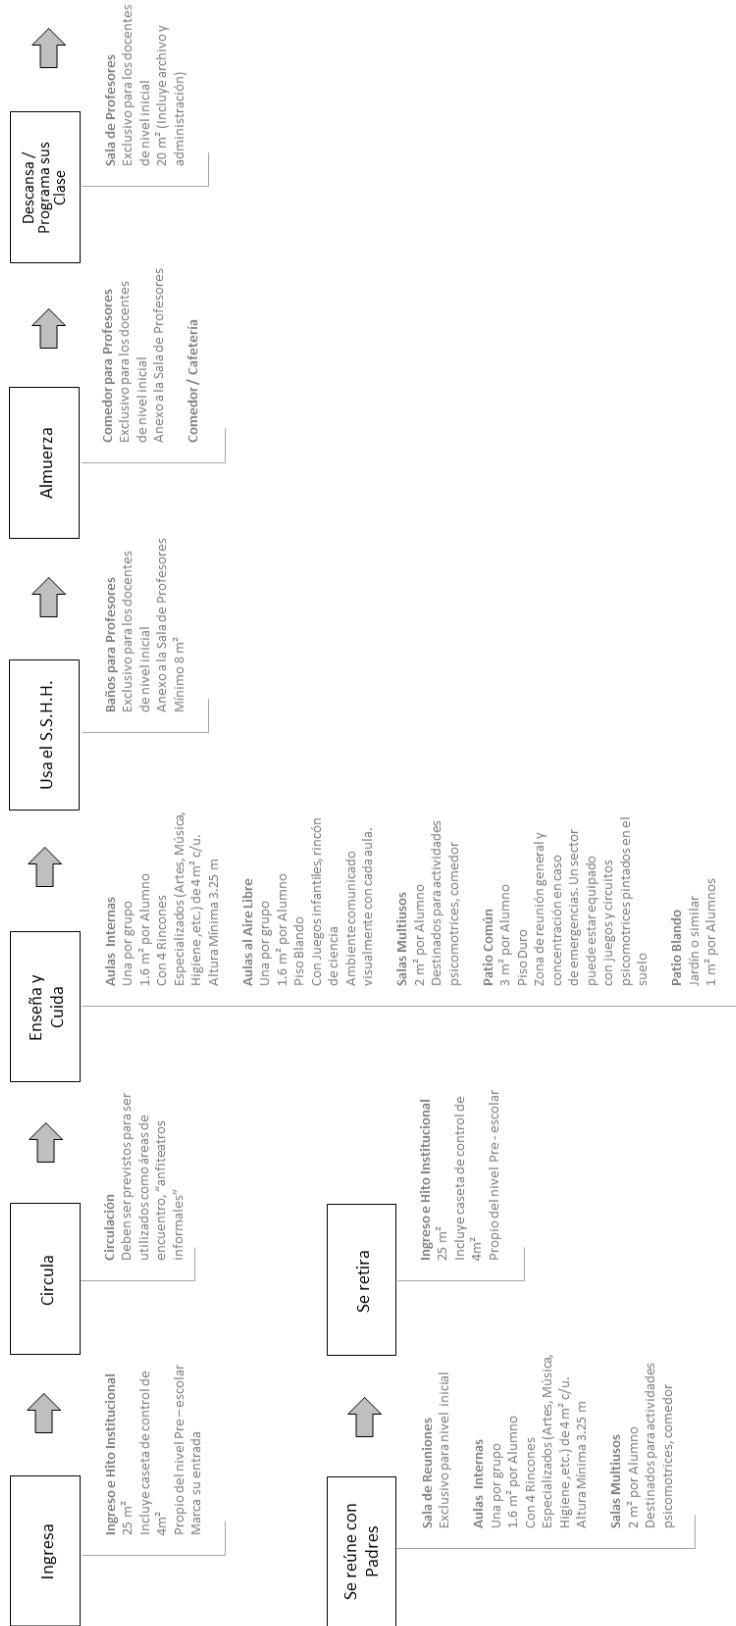 Ingresa
Ingreso e Hito Institucional
25 m²
Incluye caseta de control de
4m²
Propio del nivel Pre – escolar
Marca su entrada
Circula
Circulación
Deben ser previstos para ser
utilizados como áreas de
encuentro, “anfiteatros
informales”
Enseña y
Cuida
Aulas Internas
Una por grupo
1.6 m² por Alumno
Con 4 Rincones
Especializados (Artes, Música,
Higiene ,etc.) de 4 m² c/u.
Altura Mínima 3.25 m
Aulas al Aire Libre
Una por grupo
1.6 m² por Alumno
Piso Blando
Con Juegos infantiles, rincón
de ciencia
Ambiente comunicado
visualmente con cada aula.
Salas Multiusos
2 m² por Alumno
Destinados para actividades
psicomotrices, comedor
Patio Común
3 m² por Alumno
Piso Duro
Zona de reunión general y
concentración en caso
de emergencias. Un sector
puede estar equipado
con juegos y circuitos
psicomotrices pintados en el
suelo
Patio Blando
Jardín o similar
1 m² por Alumnos
Usa el S.S.H.H.
Baños para Profesores
Exclusivo para los docentes
de nivel inicial
Anexo a la Sala de Profesores
Mínimo 8 m²
Almuerza
Comedor para Profesores
Exclusivo para los docentes
de nivel inicial
Anexo a la Sala de Profesores
Comedor / Cafetería
Descansa /
Programa sus
Clase
Sala de Profesores
Exclusivo para los docentes
de nivel inicial
20 m² (Incluye archivo y
administración)
Se reúne con
Padres
Sala de Reuniones
Exclusivo para nivel inicial
Aulas Internas
Una por grupo
1.6 m² por Alumno
Con 4 Rincones
Especializados (Artes, Música,
Higiene ,etc.) de 4 m² c/u.
Altura Mínima 3.25 m
Salas Multiusos
2 m² por Alumno
Destinados para actividades
psicomotrices, comedor
Se retira
Ingreso e Hito Institucional
25 m²
Incluye caseta de control de
4m²
Propio del nivel Pre - escolar